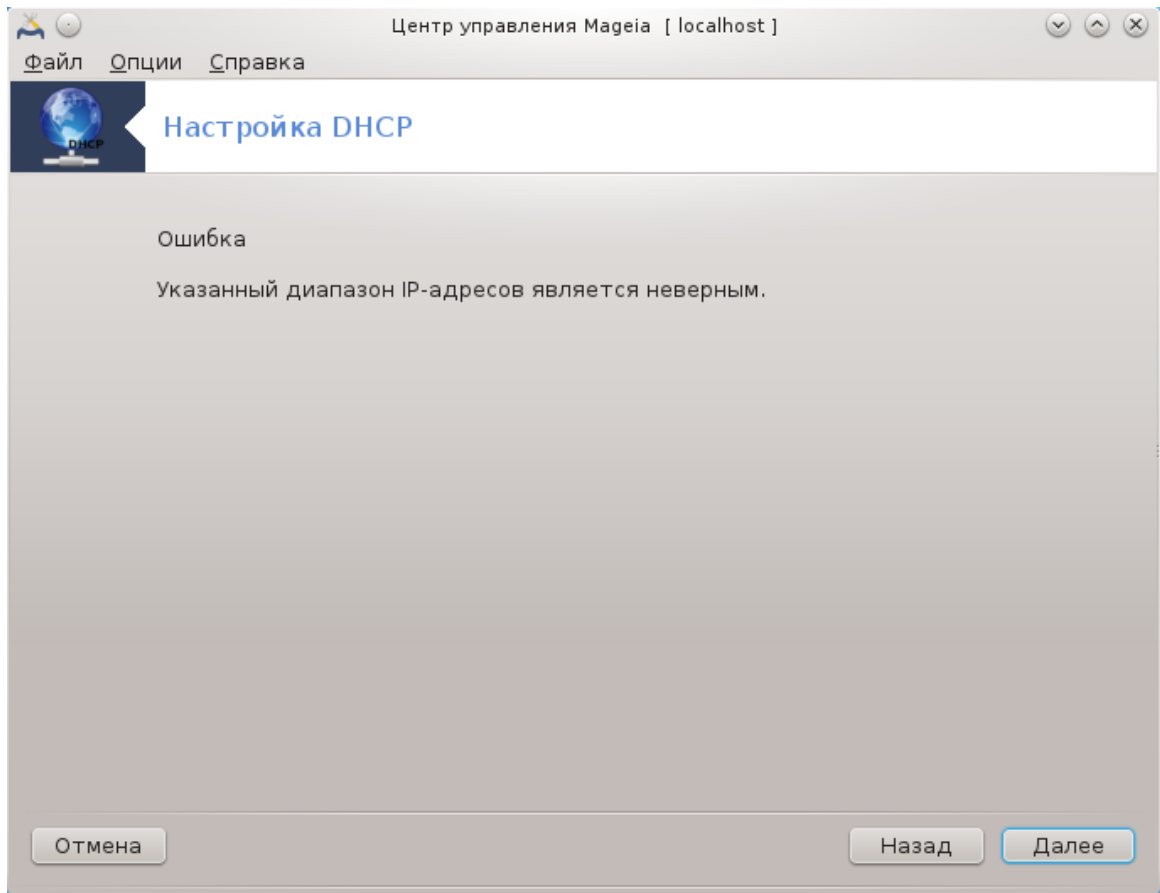 Центр управления Mageia [ localhost ]
Файл Опции Справка
DHCP
Настройка DHCP
Ошибка
Указанный диапазон IP-адресов является неверным.
Отмена Назад Далее